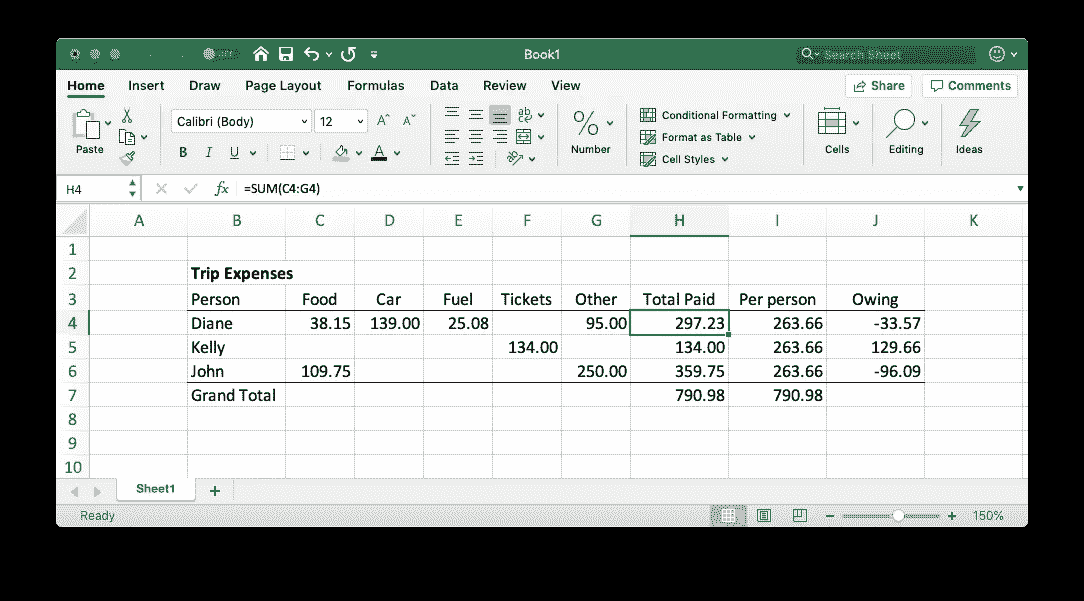 Book1
Search Sheet
Home Insert Draw Page Layout Formulas Data Review View Share Comments
Paste Calibri (Body) 12 A^ A˅ ab Number Conditional Formatting Format as Table Cell Styles Cells Editing Ideas
B I U A %
H4 fx =SUM(C4:G4)
A B C D E F G H I J K
1
2 Trip Expenses
3 Person Food Car Fuel Tickets Other Total Paid Per person Owing
4 Diane 38.15 139.00 25.08 95.00 297.23 263.66 -33.57
5 Kelly 134.00 134.00 263.66 129.66
6 John 109.75 250.00 359.75 263.66 -96.09
7 Grand Total 790.98 790.98
8
9
10
Sheet1 +
Ready - + 150%